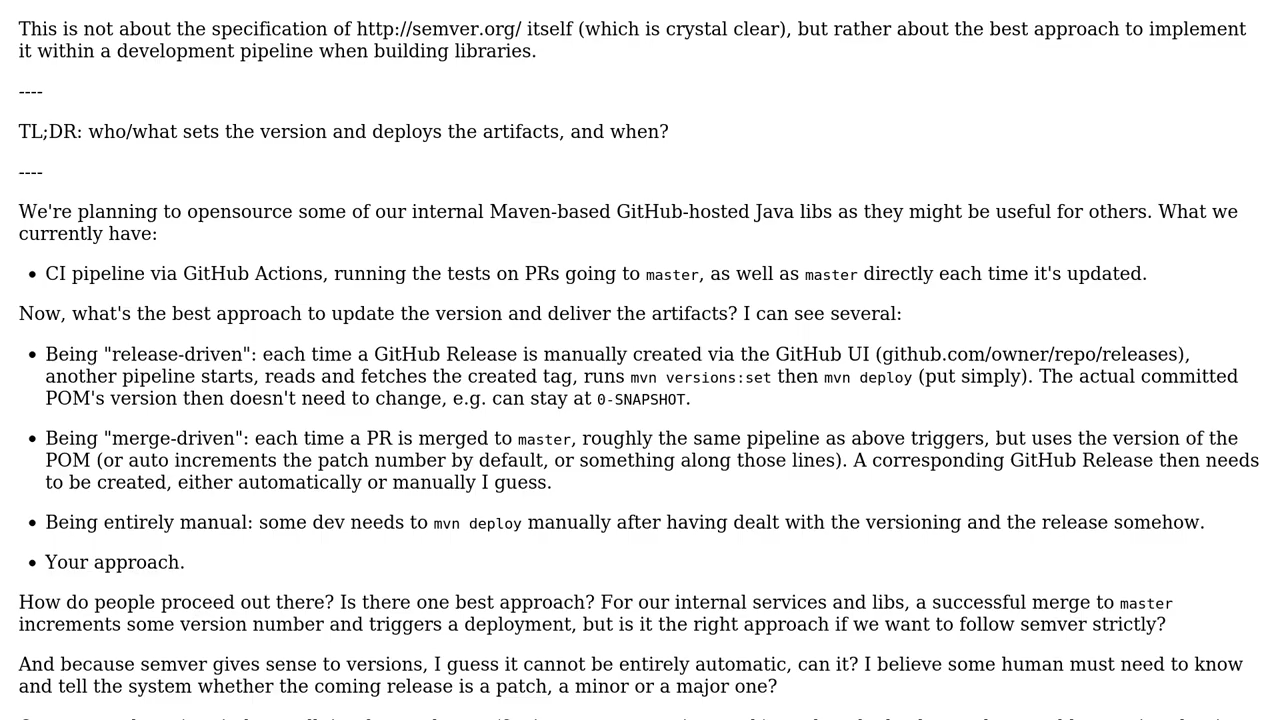 This is not about the specification of http://semver.org/ itself (which is crystal clear), but rather about the best approach to implement
it within a development pipeline when building libraries.
----
TL;DR: who/what sets the version and deploys the artifacts, and when?
----
We're planning to opensource some of our internal Maven-based GitHub-hosted Java libs as they might be useful for others. What we
currently have:
• CI pipeline via GitHub Actions, running the tests on PRs going to master, as well as master directly each time it's updated.
Now, what's the best approach to update the version and deliver the artifacts? I can see several:
• Being "release-driven": each time a GitHub Release is manually created via the GitHub UI (github.com/owner/repo/releases),
another pipeline starts, reads and fetches the created tag, runs mvn versions:set then mvn deploy (put simply). The actual committed
POM's version then doesn't need to change, e.g. can stay at 0-SNAPSHOT.
• Being "merge-driven": each time a PR is merged to master, roughly the same pipeline as above triggers, but uses the version of the
POM (or auto increments the patch number by default, or something along those lines). A corresponding GitHub Release then needs
to be created, either automatically or manually I guess.
• Being entirely manual: some dev needs to mvn deploy manually after having dealt with the versioning and the release somehow.
• Your approach.
How do people proceed out there? Is there one best approach? For our internal services and libs, a successful merge to master
increments some version number and triggers a deployment, but is it the right approach if we want to follow semver strictly?
And because semver gives sense to versions, I guess it cannot be entirely automatic, can it? I believe some human must need to know
and tell the system whether the coming release is a patch, a minor or a major one?